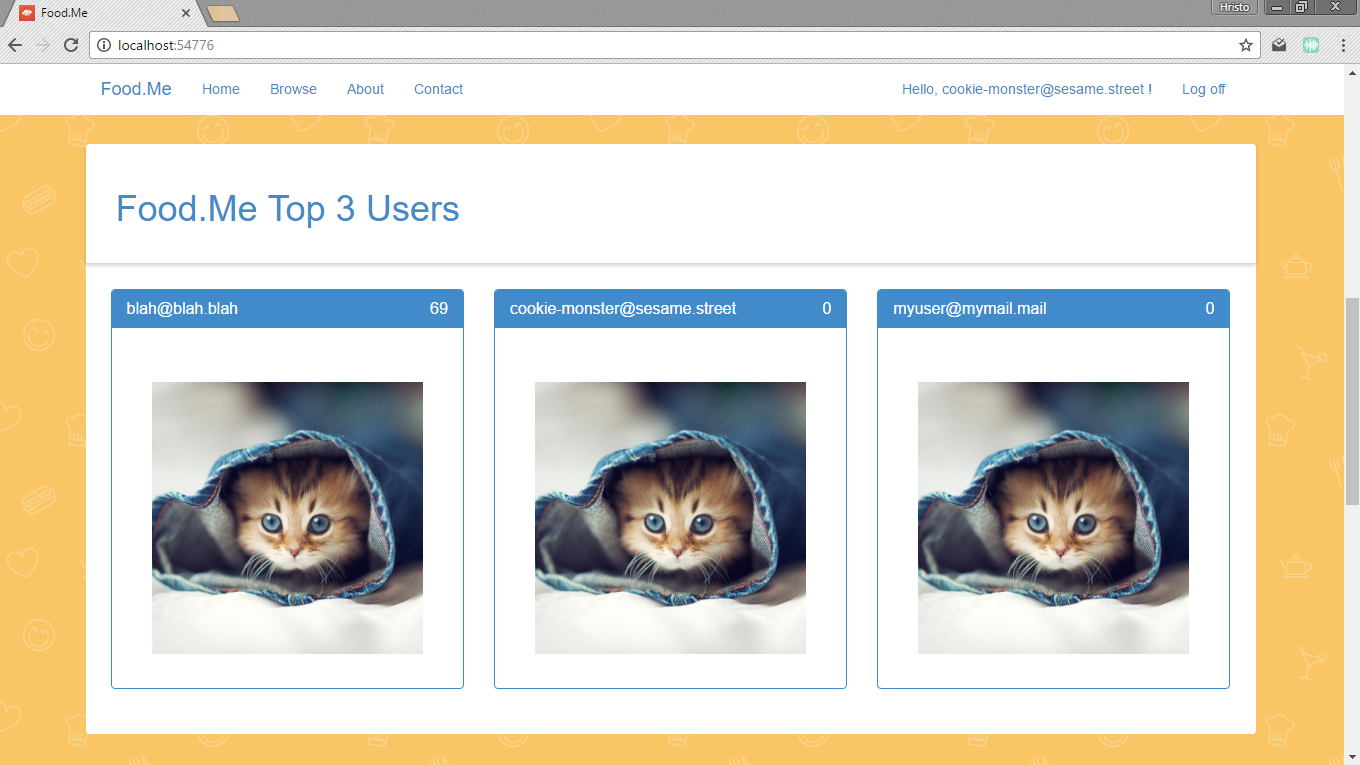 Food.Me
Hristo
localhost:54776
Food.Me Home Browse About Contact Hello, cookie-monster@sesame.street ! Log off
Food.Me Top 3 Users
blah@blah.blah 69
cookie-monster@sesame.street 0
myuser@mymail.mail 0